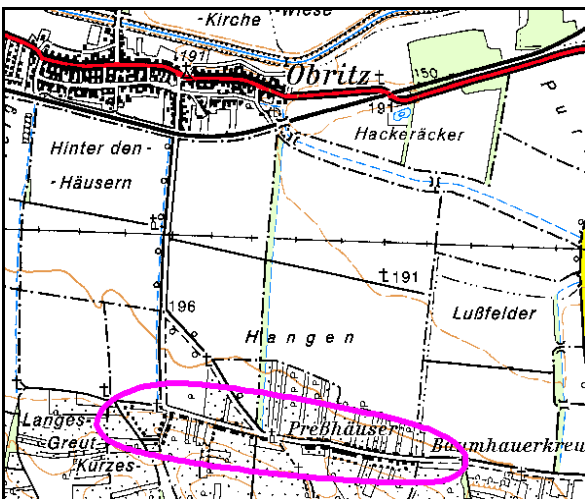 -Kirche
-Wiese
191
Obritz
150
191
Hackeräcker
Hinter den-
-Häusern
191
196
Lußfelder
Hangen
Preßhäuser
Baumhauerkreu
Langes-
Greut-
Kurzes-